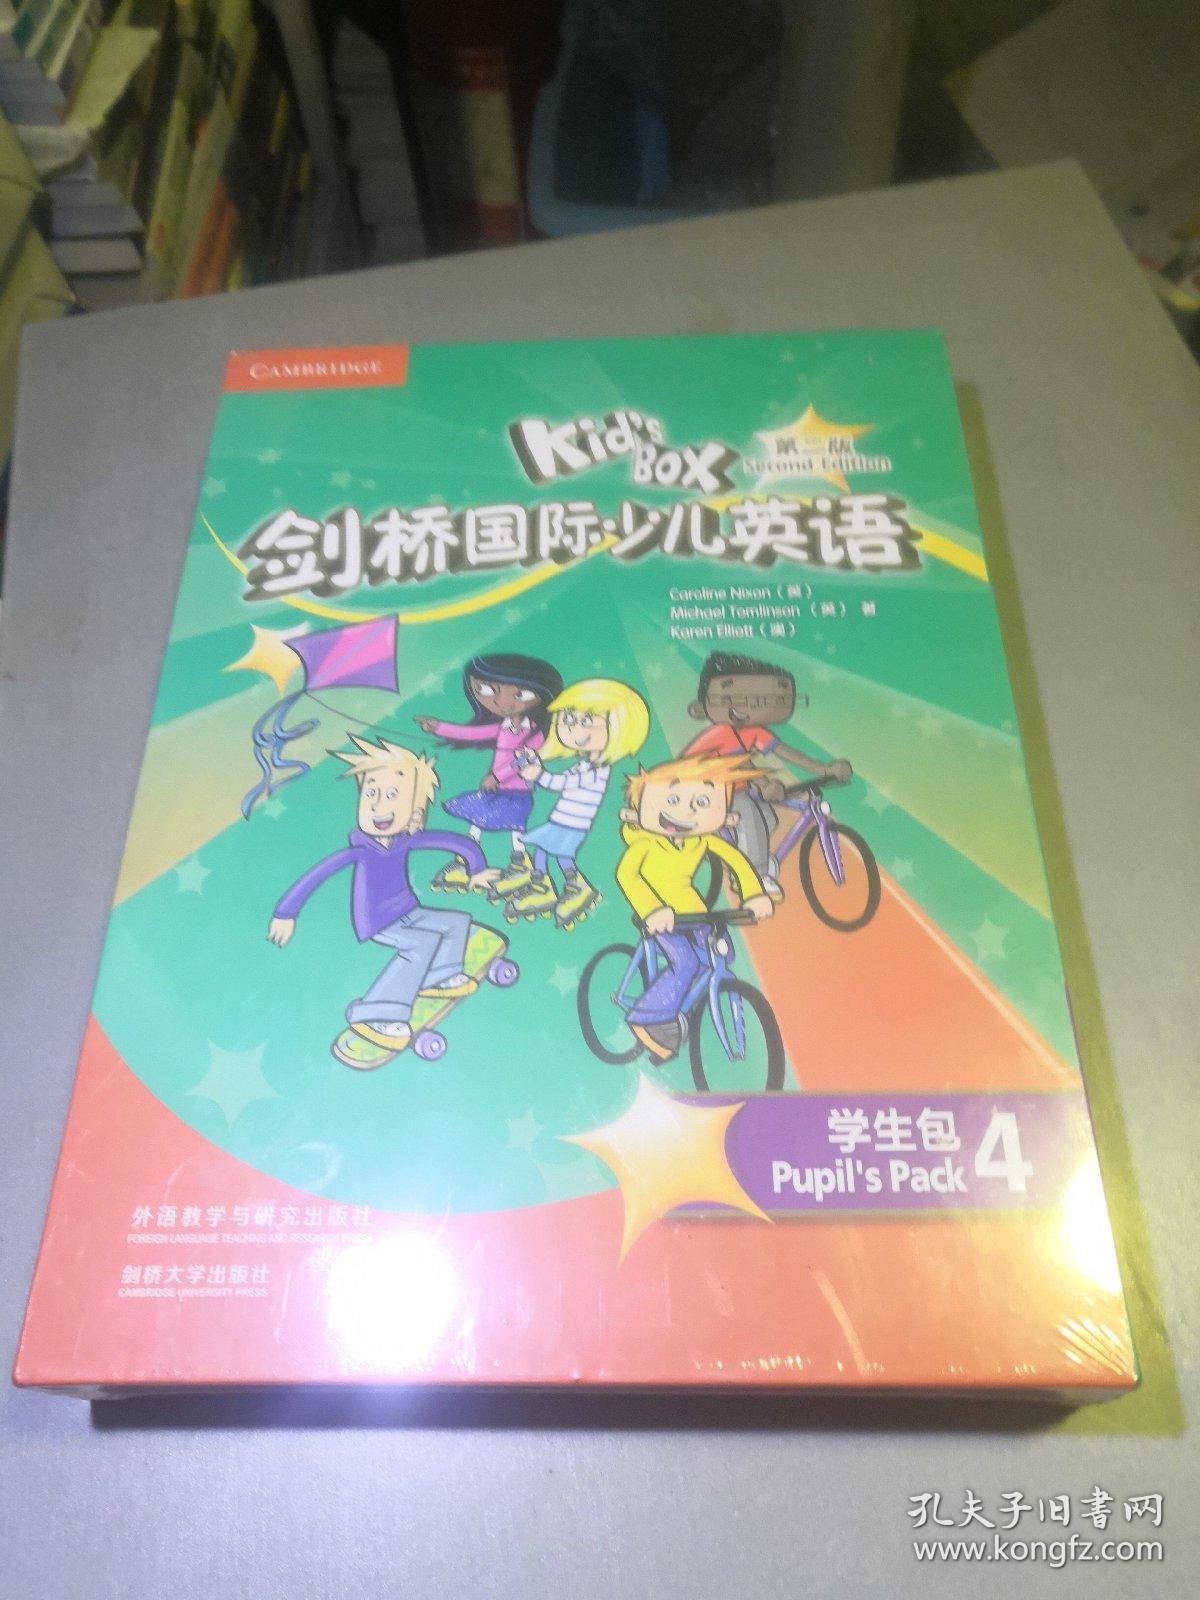 CAMBRIDGE
Kid's
BOX
第二版
Second Edition
剑桥国际少儿英语
Caroline Nixon（英）
Michael Tomlinson（英） 著
Karen Elliott（澳）
学生包
Pupil's Pack 4
外语教学与研究出版社
FOREIGN LANGUAGE TEACHING AND RESEARCH PRESS
剑桥大学出版社
CAMBRIDGE UNIVERSITY PRESS
孔夫子旧书网
www.kongfz.com